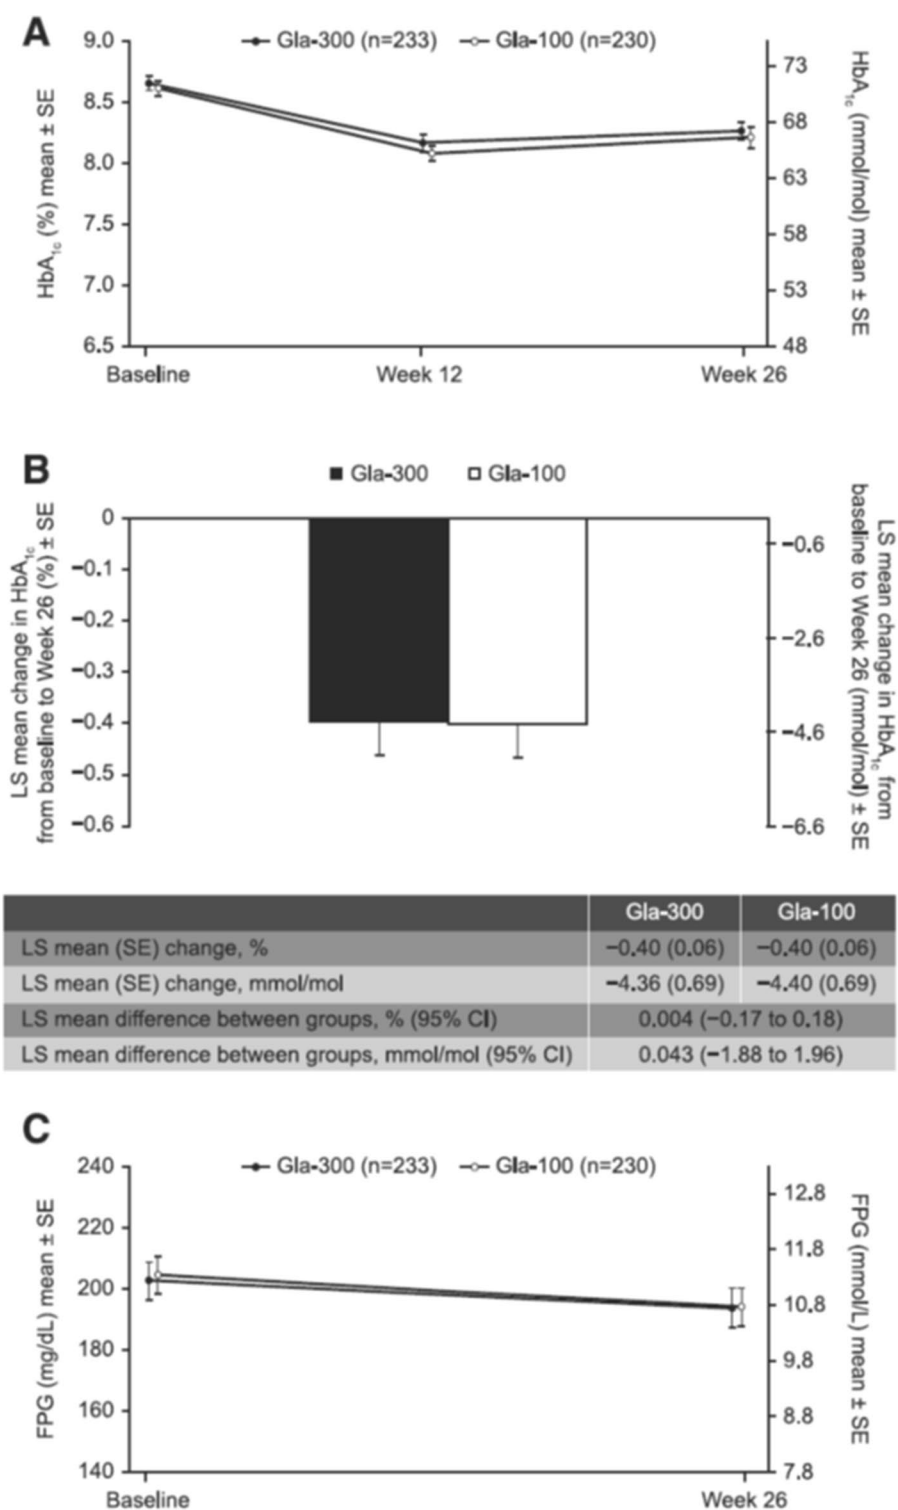 A
Gla-300 (n=233) Gla-100 (n=230)
HbA1c (%) mean ± SE
9.0
8.5
8.0
7.5
7.0
6.5
73
68
63
58
53
48
HbA1c (mmol/mol) mean ± SE
Baseline Week 12 Week 26
B
Gla-300 Gla-100
LS mean change in HbA1c
from baseline to Week 26 (%) ± SE
0
−0.1
−0.2
−0.3
−0.4
−0.5
−0.6
−0.6
−2.6
−4.6
−6.6
LS mean change in HbA1c from
baseline to Week 26 (mmol/mol) ± SE
Gla-300 Gla-100
LS mean (SE) change, % −0.40 (0.06) −0.40 (0.06)
LS mean (SE) change, mmol/mol −4.36 (0.69) −4.40 (0.69)
LS mean difference between groups, % (95% CI) 0.004 (−0.17 to 0.18)
LS mean difference between groups, mmol/mol (95% CI) 0.043 (−1.88 to 1.96)
C
Gla-300 (n=233) Gla-100 (n=230)
FPG (mg/dL) mean ± SE
240
220
200
180
160
140
12.8
11.8
10.8
9.8
8.8
7.8
FPG (mmol/L) mean ± SE
Baseline Week 26